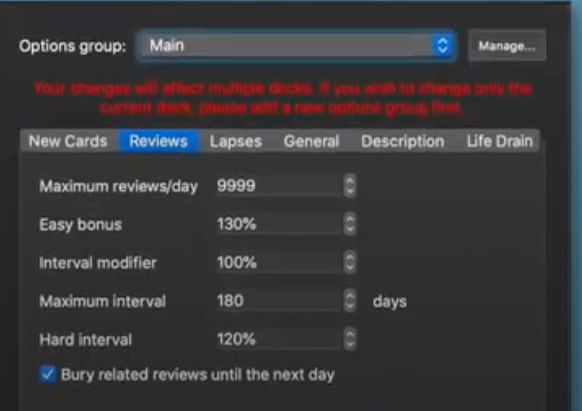 Options group: Main Manage...
Your changes will affect multiple decks. If you wish to change only the
current deck, please add a new options group first.
New Cards Reviews Lapses General Description Life Drain
Maximum reviews/day 9999
Easy bonus 130%
Interval modifier 100%
Maximum interval 180 days
Hard interval 120%
Bury related reviews until the next day